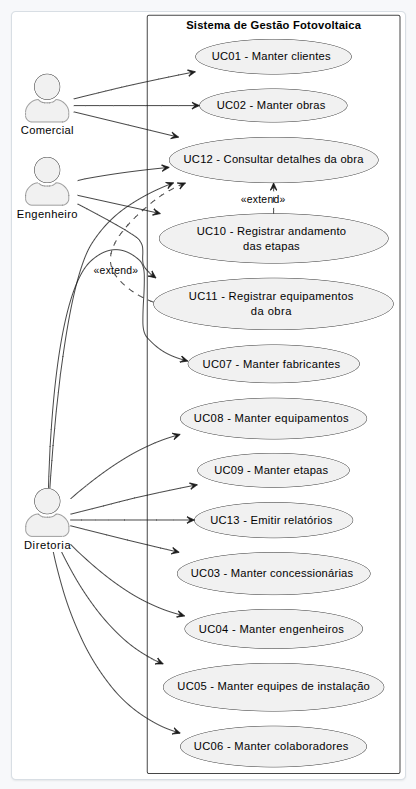 Sistema de Gestão Fotovoltaica
UC01 - Manter clientes
UC02 - Manter obras
Comercial
UC12 - Consultar detalhes da obra
«extend»
Engenheiro
UC10 - Registrar andamento
das etapas
«extend»
UC11 - Registrar equipamentos
da obra
UC07 - Manter fabricantes
UC08 - Manter equipamentos
UC09 - Manter etapas
UC13 - Emitir relatórios
Diretoria
UC03 - Manter concessionárias
UC04 - Manter engenheiros
UC05 - Manter equipes de instalação
UC06 - Manter colaboradores